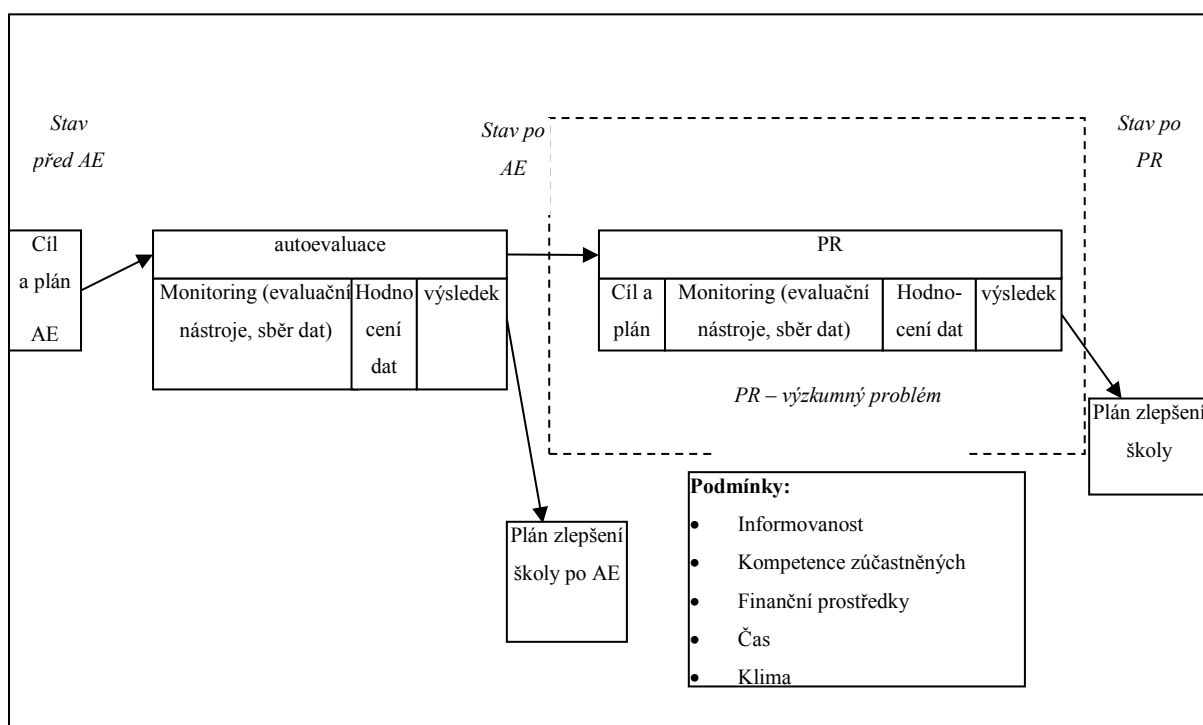 Stav
před AE
Stav po
AE
Stav po
PR
Cíl
a plán
AE
autoevaluace
Monitoring (evaluační
nástroje, sběr dat)
Hodno
cení
dat
výsledek
PR
Cíl a
plán
Monitoring (evaluační
nástroje, sběr dat)
Hodno-
cení dat
výsledek
PR – výzkumný problém
Plán zlepšení
školy
Plán zlepšení
školy po AE
Podmínky:
• Informovanost
• Kompetence zúčastněných
• Finanční prostředky
• Čas
• Klima